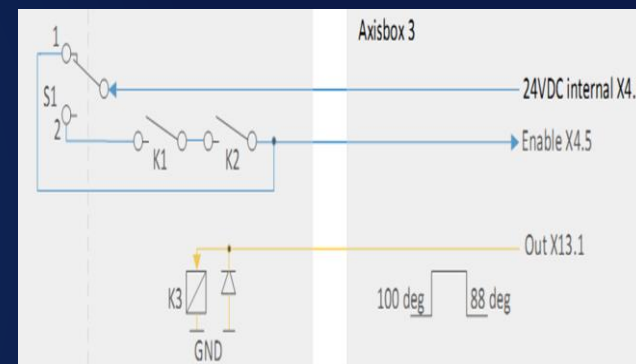 Axisbox 3
1
24VDC internal X4.
S1
2
K1
K2
Enable X4.5
Out X13.1
K3
100 deg
88 deg
GND